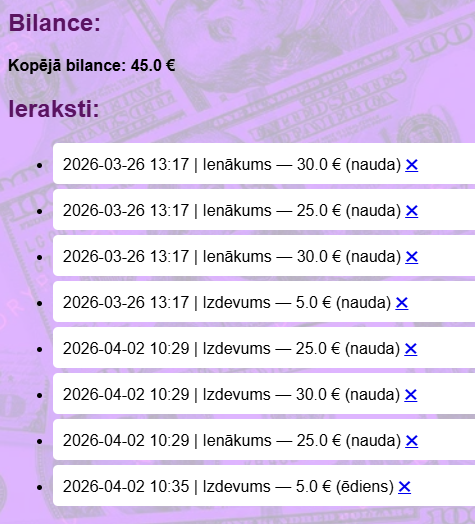 Bilance:
Kopējā bilance: 45.0 €
Ieraksti:
2026-03-26 13:17 | Ienākums — 30.0 € (nauda) ✕
2026-03-26 13:17 | Ienākums — 25.0 € (nauda) ✕
2026-03-26 13:17 | Ienākums — 30.0 € (nauda) ✕
2026-03-26 13:17 | Izdevums — 5.0 € (nauda) ✕
2026-04-02 10:29 | Izdevums — 25.0 € (nauda) ✕
2026-04-02 10:29 | Izdevums — 30.0 € (nauda) ✕
2026-04-02 10:29 | Ienākums — 25.0 € (nauda) ✕
2026-04-02 10:35 | Izdevums — 5.0 € (ēdiens) ✕